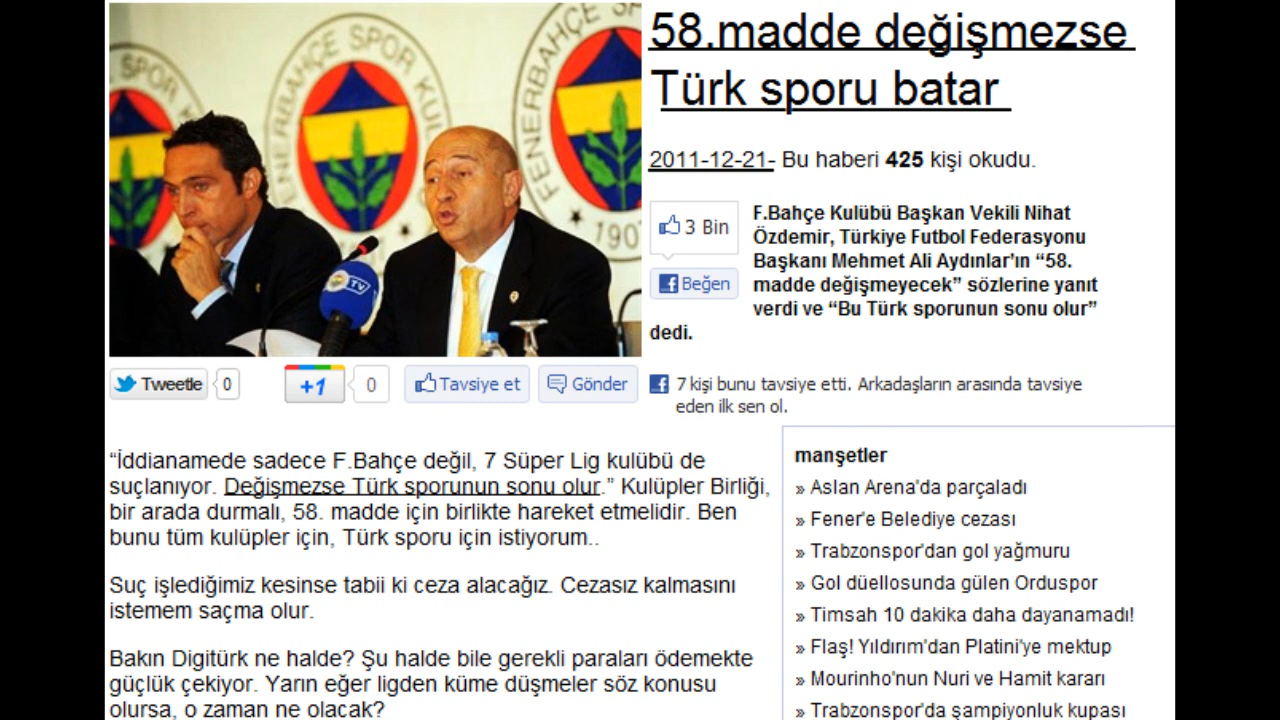 58.madde değişmezse
Türk sporu batar
2011-12-21- Bu haberi 425 kişi okudu.
3 Bin
Beğen
F.Bahçe Kulübü Başkan Vekili Nihat
Özdemir, Türkiye Futbol Federasyonu
Başkanı Mehmet Ali Aydınlar'ın “58.
madde değişmeyecek” sözlerine yanıt
verdi ve “Bu Türk sporunun sonu olur”
dedi.
FENERBAHÇE SPOR KULÜ
FENERBAHÇE S
SPOR
1907
TV
Tweetle 0
+1 0
Tavsiye et
Gönder
7 kişi bunu tavsiye etti. Arkadaşların arasında tavsiye
eden ilk sen ol.
“İddianamede sadece F.Bahçe değil, 7 Süper Lig kulübü de
suçlanıyor. Değişmezse Türk sporunun sonu olur.” Kulüpler Birliği,
bir arada durmalı, 58. madde için birlikte hareket etmelidir. Ben
bunu tüm kulüpler için, Türk sporu için istiyorum..
Suç işlediğimiz kesinse tabii ki ceza alacağız. Cezasız kalmasını
istemem saçma olur.
Bakın Digitürk ne halde? Şu halde bile gerekli paraları ödemekte
güçlük çekiyor. Yarın eğer ligden küme düşmeler söz konusu
olursa, o zaman ne olacak?
manşetler
» Aslan Arena'da parçaladı
» Fener'e Belediye cezası
» Trabzonspor'dan gol yağmuru
» Gol düellosunda gülen Orduspor
» Timsah 10 dakika daha dayanamadı!
» Flaş! Yıldırım'dan Platini'ye mektup
» Mourinho'nun Nuri ve Hamit kararı
» Trabzonspor'da şampiyonluk kupası